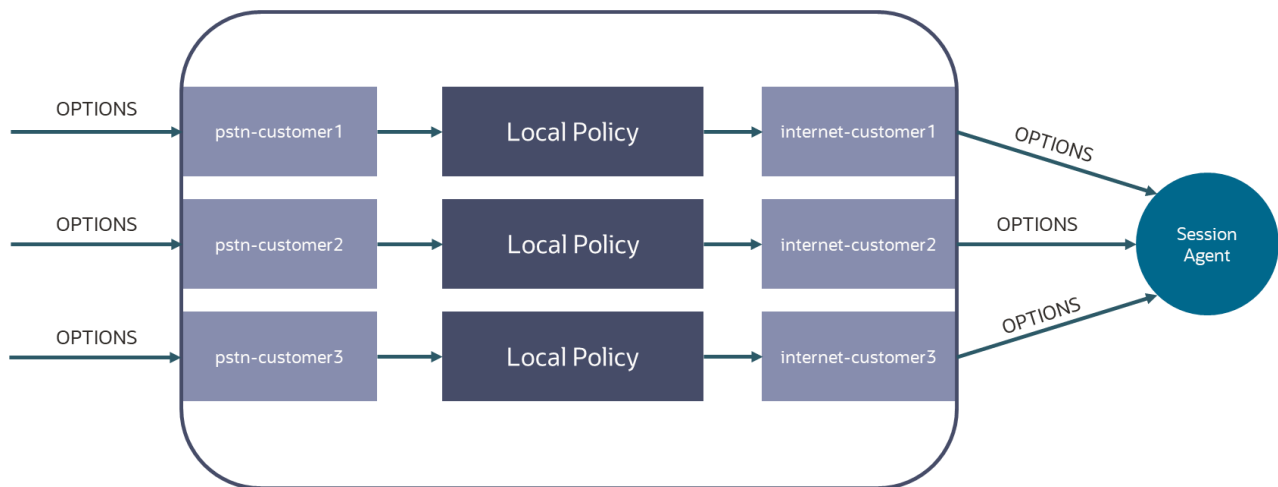 OPTIONS
pstn-customer1
Local Policy
internet-customer1
OPTIONS
OPTIONS
pstn-customer2
Local Policy
internet-customer2
OPTIONS
Session
Agent
OPTIONS
pstn-customer3
Local Policy
internet-customer3
OPTIONS